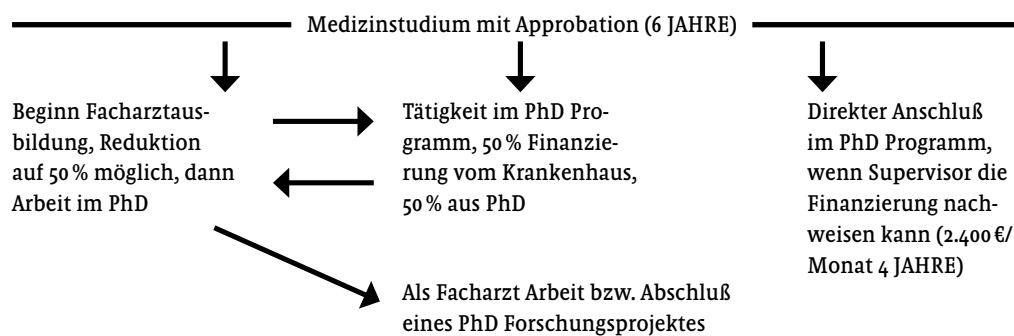 Medizinstudium mit Approbation (6 JAHRE)
Beginn Facharztaus-
bildung, Reduktion
auf 50 % möglich, dann
Arbeit im PhD
Tätigkeit im PhD Pro-
gramm, 50 % Finanzie-
rung vom Krankenhaus,
50 % aus PhD
Direkter Anschluß
im PhD Programm,
wenn Supervisor die
Finanzierung nach-
weisen kann (2.400 €/
Monat 4 JAHRE)
Als Facharzt Arbeit bzw. Abschluß
eines PhD Forschungsprojektes